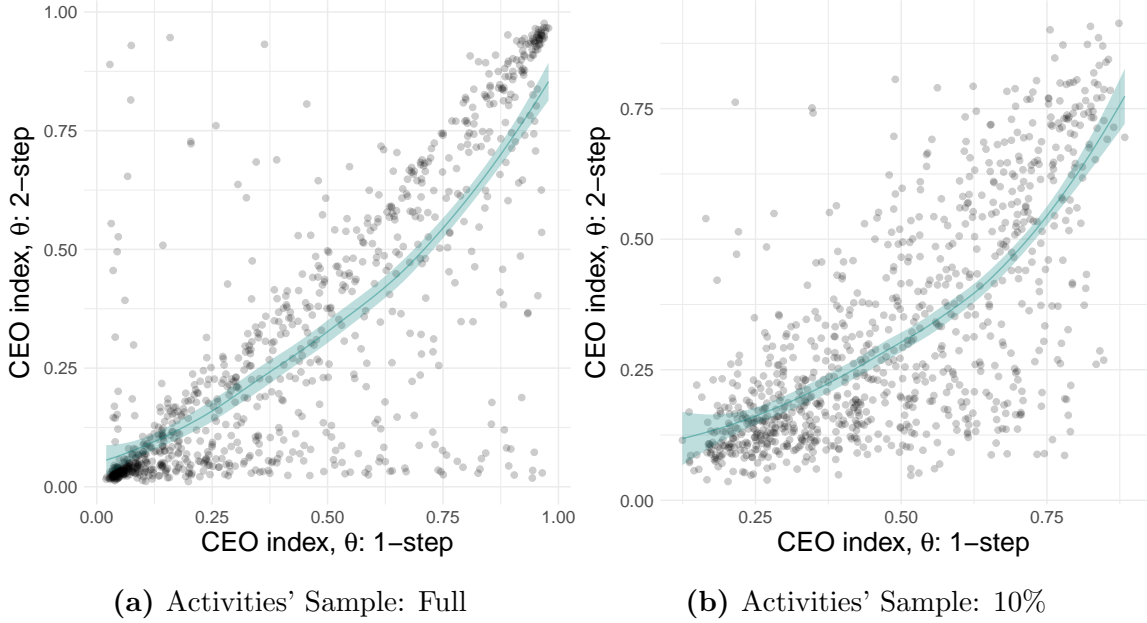 1.00
0.75
0.50
0.25
0.00
CEO index, θ: 2−step
0.00 0.25 0.50 0.75 1.00
CEO index, θ: 1−step
(a) Activities’ Sample: Full
0.75
0.50
0.25
0.00
CEO index, θ: 2−step
0.25 0.50 0.75
CEO index, θ: 1−step
(b) Activities’ Sample: 10%